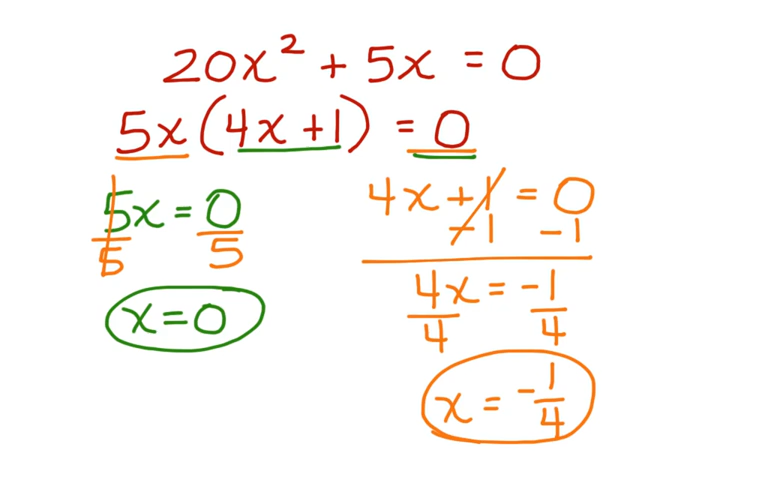 20x² + 5x = 0
5x(4x+1) = 0
5x = 0
5 5
x = 0
4x + 1 = 0
-1 -1
4x = -1
4 4
x = -1/4